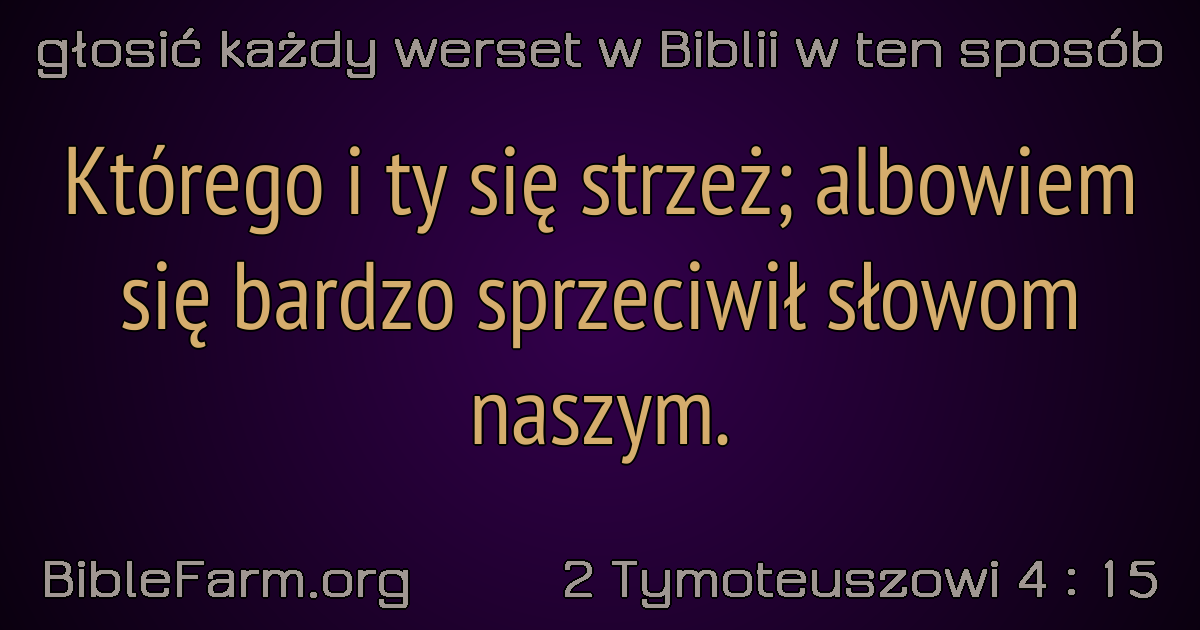 głosić każdy werset w Biblii w ten sposób
Którego i ty się strzeż; albowiem
się bardzo sprzeciwił słowom
naszym.
BibleFarm.org
2 Tymoteuszowi 4 : 15